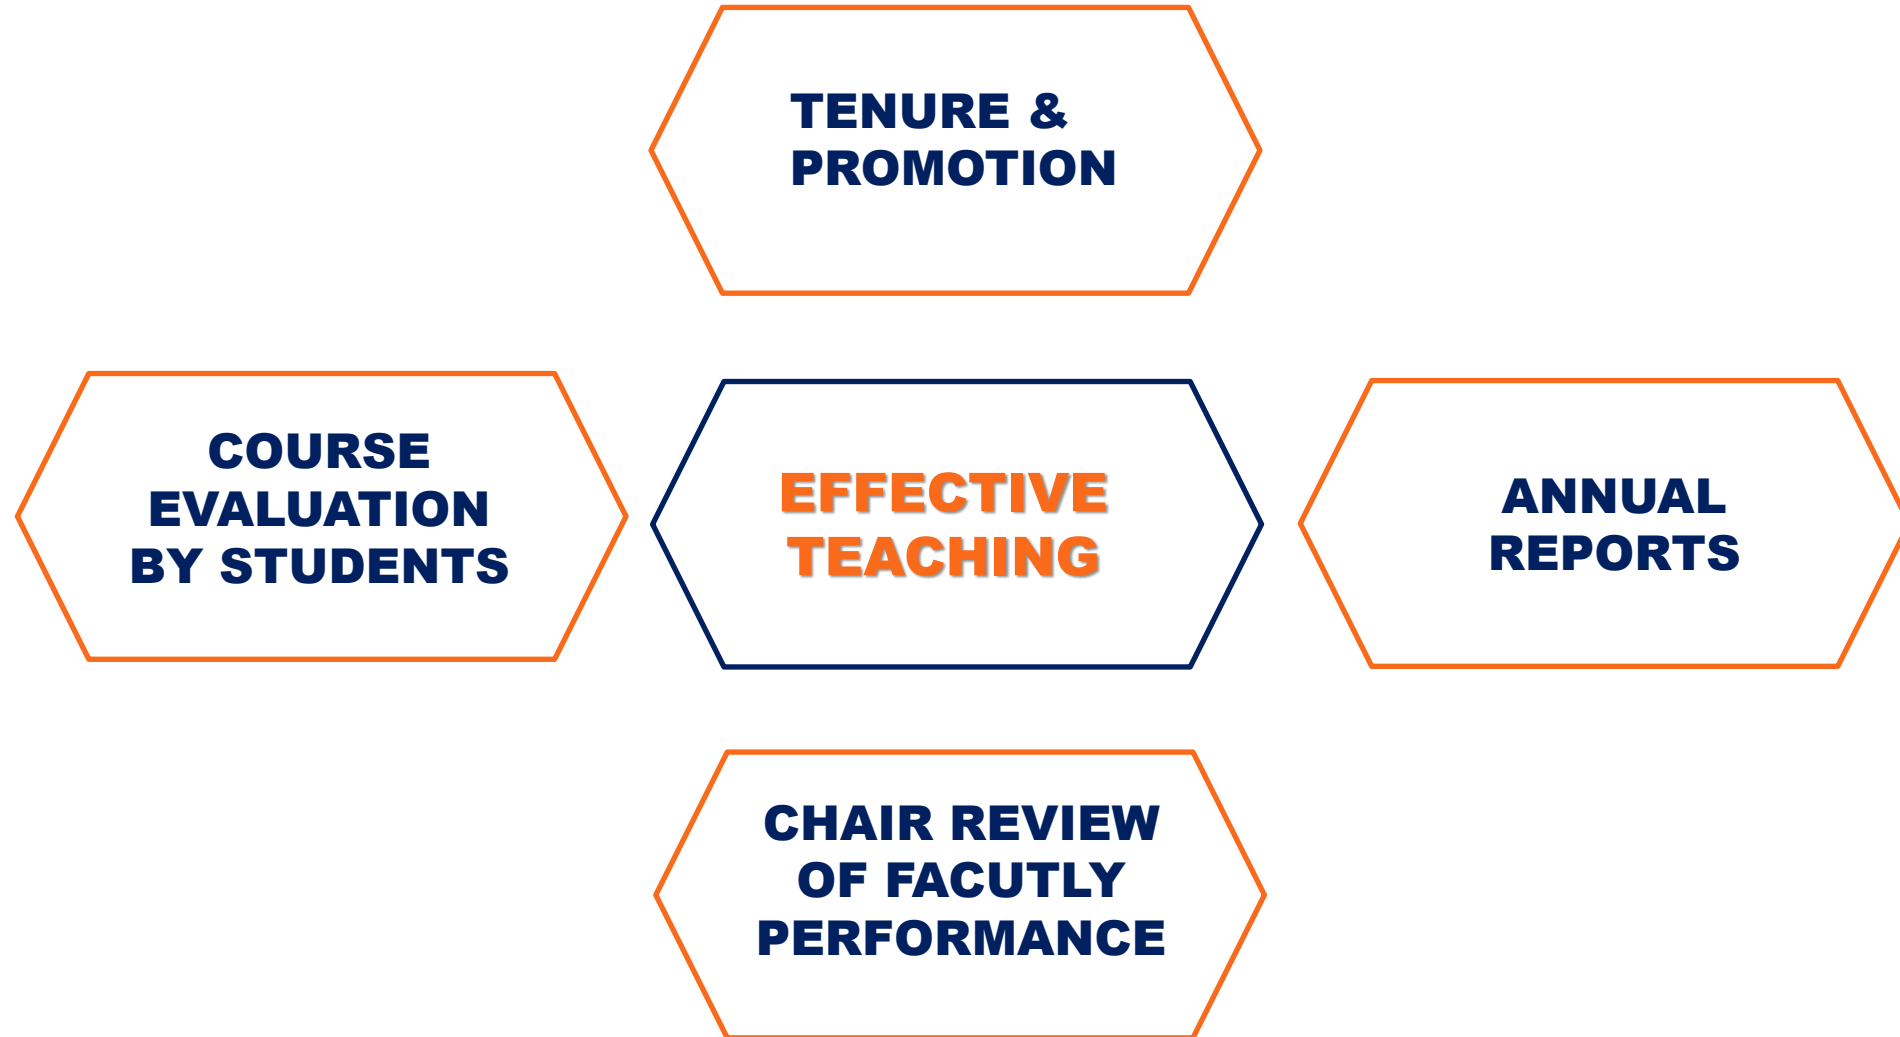 TENURE &
PROMOTION
COURSE
EVALUATION
BY STUDENTS
EFFECTIVE
TEACHING
ANNUAL
REPORTS
CHAIR REVIEW
OF FACUTLY
PERFORMANCE